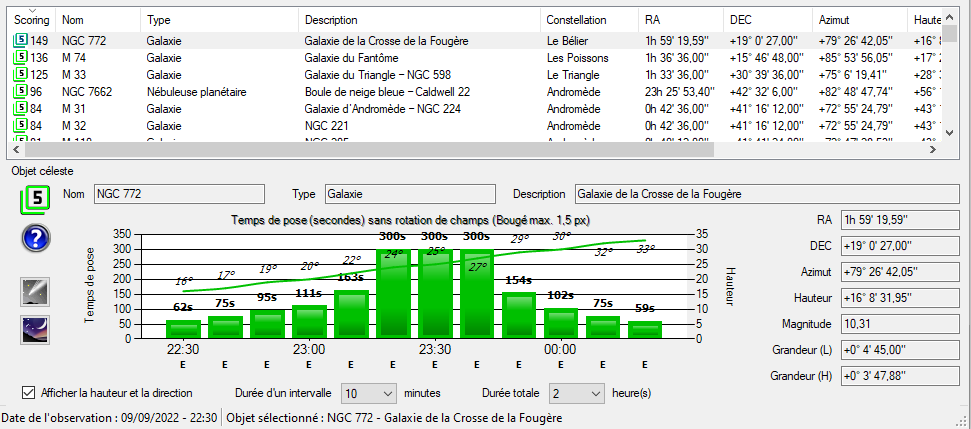 Scoring Nom Type Description Constellation RA DEC Azimut Haute
5 149 NGC 772 Galaxie Galaxie de la Crosse de la Fougère Le Bélier 1h 59' 19,59'' +19° 0' 27,00'' +79° 26' 42,05'' +16° 8
5 136 M 74 Galaxie Galaxie du Fantôme Les Poissons 1h 36' 36,00'' +15° 46' 48,00'' +85° 53' 56,05'' +17° 2
5 125 M 33 Galaxie Galaxie du Triangle – NGC 598 Le Triangle 1h 33' 36,00'' +30° 39' 36,00'' +75° 6' 19,41'' +28° 3
5 96 NGC 7662 Nébuleuse planétaire Boule de neige bleue – Caldwell 22 Andromède 23h 25' 53,40'' +42° 32' 6,00'' +82° 48' 47,74'' +56° 1
5 84 M 31 Galaxie Galaxie d'Andromède – NGC 224 Andromède 0h 42' 36,00'' +41° 16' 12,00'' +72° 55' 24,79'' +43° 1
5 84 M 32 Galaxie NGC 221 Andromède 0h 42' 36,00'' +41° 16' 12,00'' +72° 55' 24,79'' +43° 1
Objet céleste
5 Nom NGC 772 Type Galaxie Description Galaxie de la Crosse de la Fougère
Temps de pose (secondes) sans rotation de champs (Bougé max. 1,5 px)
Temps de pose
350
300
250
200
150
100
50
0
16° 17° 19° 20° 22° 24° 25° 27° 29° 30° 32° 33°
62s 75s 95s 111s 163s 300s 300s 300s 154s 102s 75s 59s
35
30
25
20
15
10
5
0
Hauteur
22:30 23:00 23:30 00:00
E E E E E E E E E E E E
RA 1h 59' 19,59''
DEC +19° 0' 27,00''
Azimut +79° 26' 42,05''
Hauteur +16° 8' 31,95''
Magnitude 10,31
Grandeur (L) +0° 4' 45,00''
Grandeur (H) +0° 3' 47,88''
?
Afficher la hauteur et la direction Durée d'un intervalle 10 minutes Durée totale 2 heure(s)
Date de l'observation : 09/09/2022 - 22:30 Objet sélectionné : NGC 772 - Galaxie de la Crosse de la Fougère